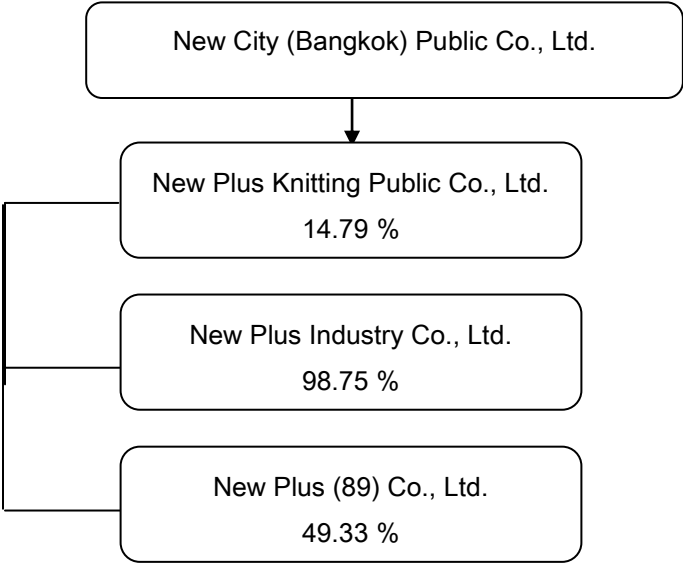 New City (Bangkok) Public Co., Ltd.
New Plus Knitting Public Co., Ltd.
14.79 %
New Plus Industry Co., Ltd.
98.75 %
New Plus (89) Co., Ltd.
49.33 %